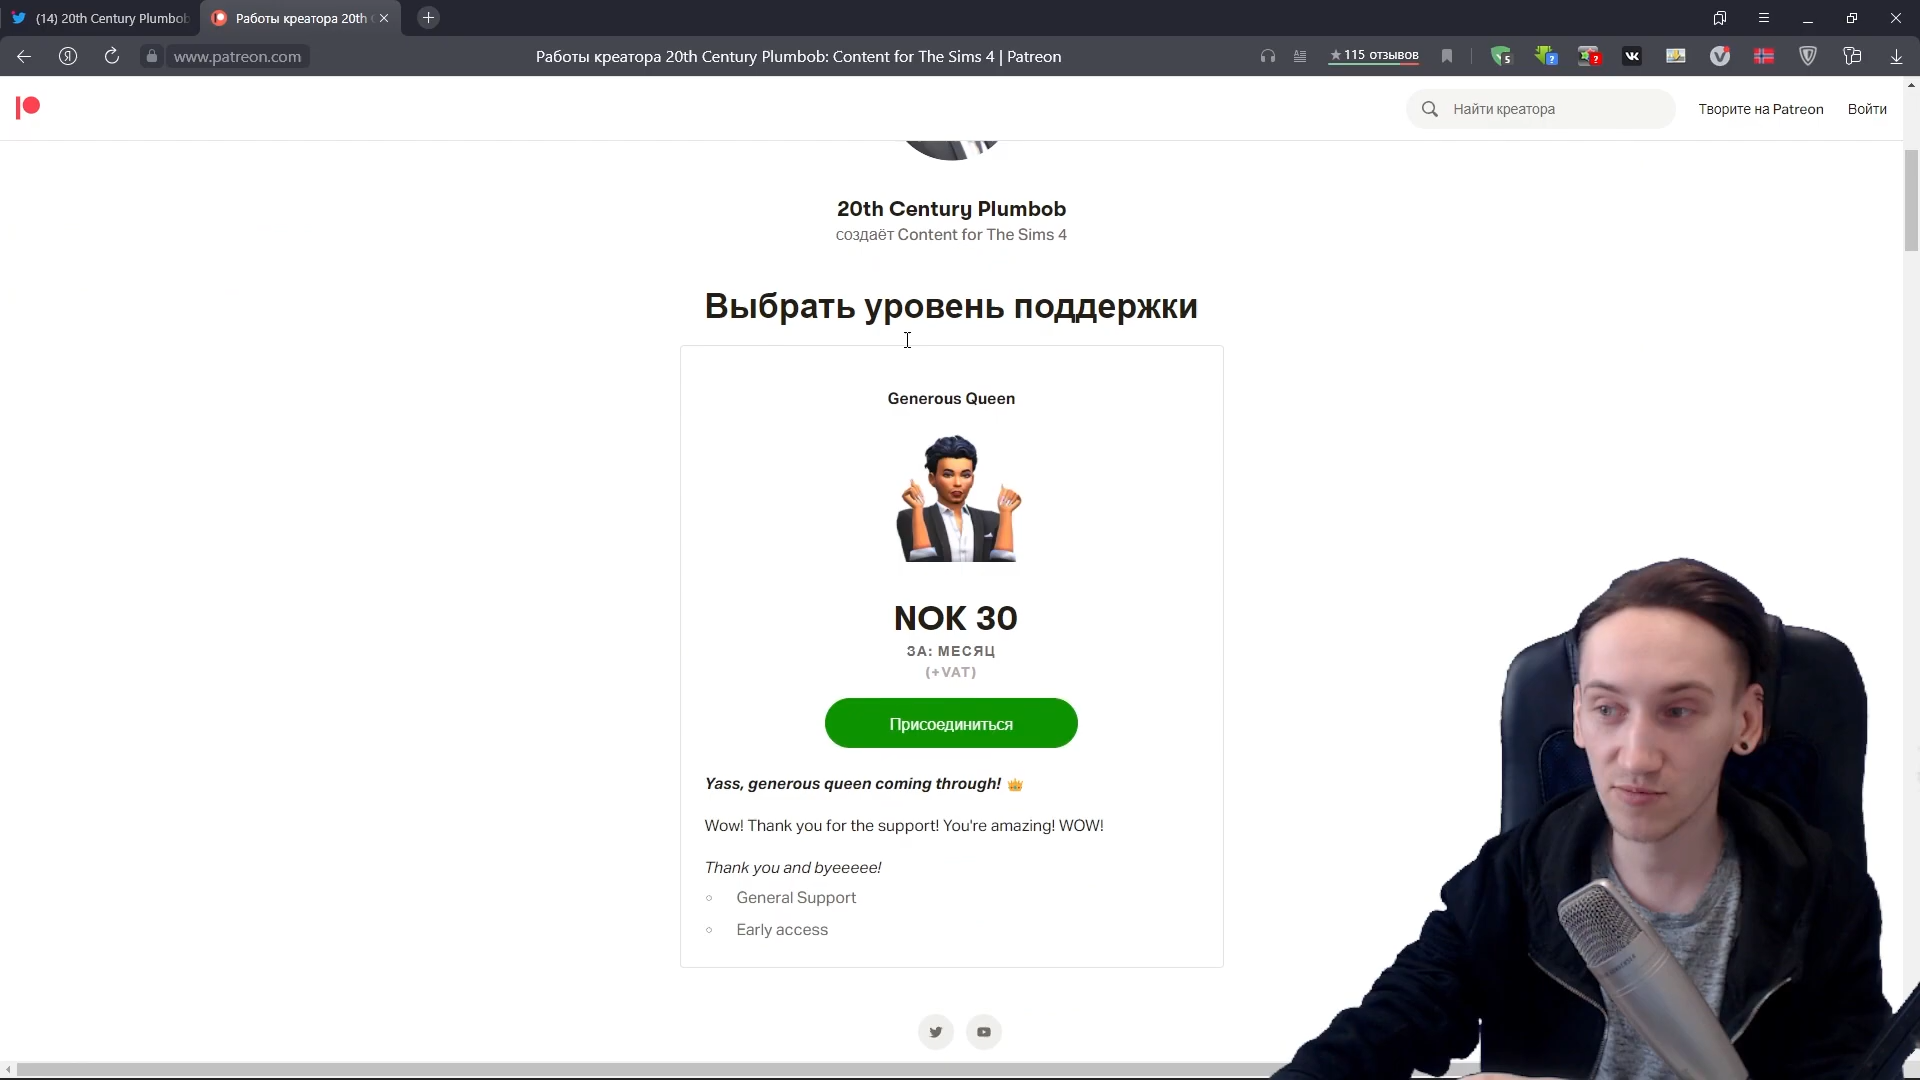 (14) 20th Century Plumbob
Работы креатора 20th C
www.patreon.com
Работы креатора 20th Century Plumbob: Content for The Sims 4 | Patreon
★ 115 отзывов
Найти креатора
Творите на Patreon
Войти
20th Century Plumbob
создаёт Content for The Sims 4
Выбрать уровень поддержки
Generous Queen
NOK 30
ЗА: МЕСЯЦ
(+VAT)
Присоединиться
Yass, generous queen coming through! 👑
Wow! Thank you for the support! You're amazing! WOW!
Thank you and byeeeee!
General Support
Early access